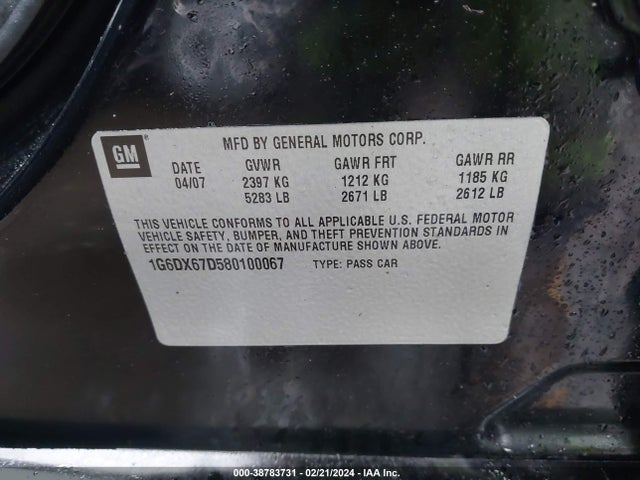 GM
MFD BY GENERAL MOTORS CORP.
DATE GVWR GAWR FRT GAWR RR
04/07 2397 KG 1212 KG 1185 KG
5283 LB 2671 LB 2612 LB
THIS VEHICLE CONFORMS TO ALL APPLICABLE U.S. FEDERAL MOTOR
VEHICLE SAFETY, BUMPER, AND THEFT PREVENTION STANDARDS IN
EFFECT ON THE DATE OF MANUFACTURE SHOWN ABOVE.
1G6DX67D580100067 TYPE: PASS CAR
000-38783731 - 02/21/2024 - IAA Inc.